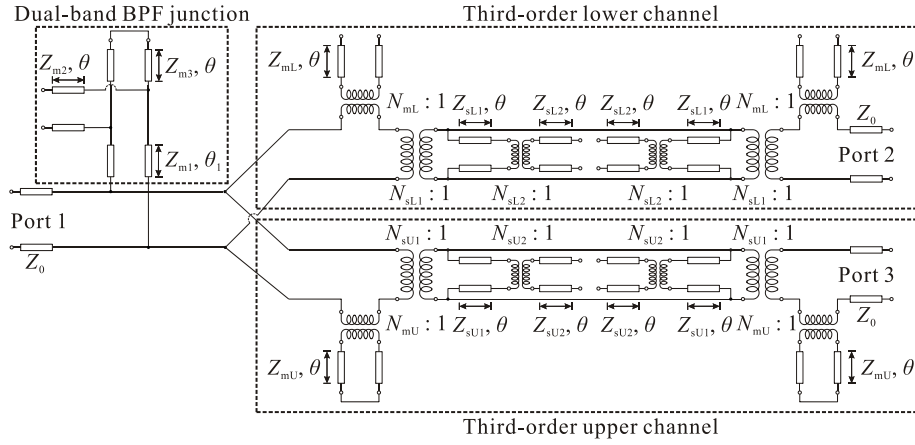 Dual-band BPF junction
Third-order lower channel
Z_m2, θ
Z_m3, θ
Z_m1, θ_1
Port 1
Z_0
Z_mL, θ
Z_mL, θ
N_mL : 1
Z_sL1, θ
Z_sL2, θ
Z_sL2, θ
Z_sL1, θ
N_mL : 1
Z_0
Port 2
N_sL1 : 1
N_sL2 : 1
N_sL2 : 1
N_sL1 : 1
N_sU1 : 1
N_sU2 : 1
N_sU2 : 1
N_sU1 : 1
Port 3
N_mU : 1
Z_sU1, θ
Z_sU2, θ
Z_sU2, θ
Z_sU1, θ
N_mU : 1
Z_0
Z_mU, θ
Z_mU, θ
Third-order upper channel